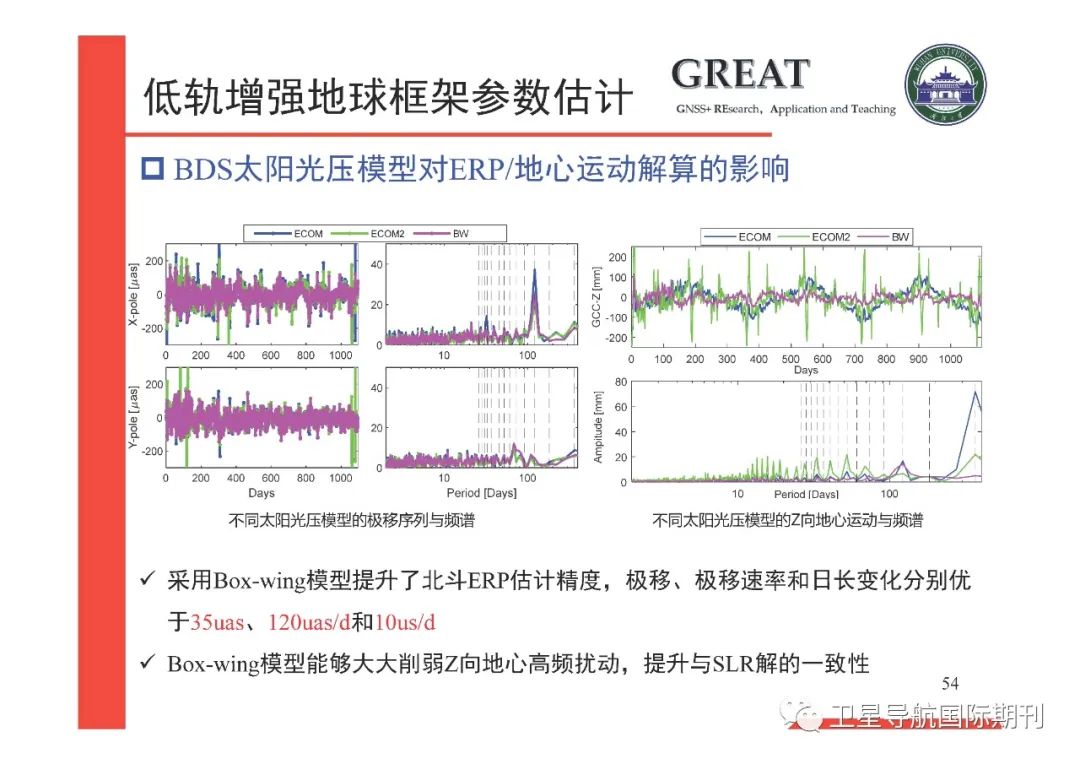 低轨增强地球框架参数估计
GREAT
GNSS+ REsearch, Application and Teaching
WUHAN UNIVERSITY
BDS太阳光压模型对ERP/地心运动解算的影响
ECOM ECOM2 BW
X-pole [μas]
200
0
-200
0 200 400 600 800 1000
40
20
0
10 100
Y-pole [μas]
200
0
-200
0 200 400 600 800 1000
Days
40
20
0
10 100
Period [Days]
不同太阳光压模型的极移序列与频谱
ECOM ECOM2 BW
GCC-Z [mm]
200
100
0
-100
-200
0 100 200 300 400 500 600 700 800 900 1000
Days
Ampitude [mm]
80
60
40
20
0
10 100
Period [Days]
不同太阳光压模型的Z向地心运动与频谱
✓ 采用Box-wing模型提升了北斗ERP估计精度，极移、极移速率和日长变化分别优
于35uas、120uas/d和10us/d
✓ Box-wing模型能够大大削弱Z向地心高频扰动，提升与SLR解的一致性
54
卫星导航国际期刊